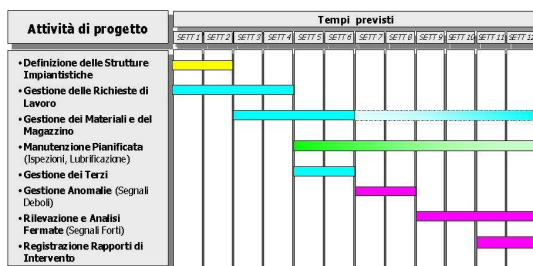 Attività di progetto
Tempi previsti
SETT 1 SETT 2 SETT 3 SETT 4 SETT 5 SETT 6 SETT 7 SETT 8 SETT 9 SETT 10 SETT 11 SETT 12
• Definizione delle Strutture
Impiantistiche
• Gestione delle Richieste di
Lavoro
• Gestione dei Materiali e del
Magazzino
• Manutenzione Pianificata
(Ispezioni, Lubrificazione)
• Gestione dei Terzi
• Gestione Anomalie (Segnali
Deboli)
• Rilevazione e Analisi
Fermate (Segnali Forti)
• Registrazione Rapporti di
Intervento